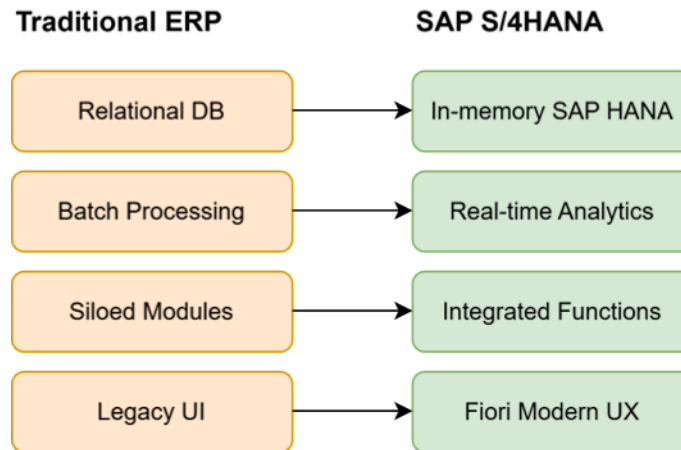 Traditional ERP
SAP S/4HANA
Relational DB
In-memory SAP HANA
Batch Processing
Real-time Analytics
Siloed Modules
Integrated Functions
Legacy UI
Fiori Modern UX